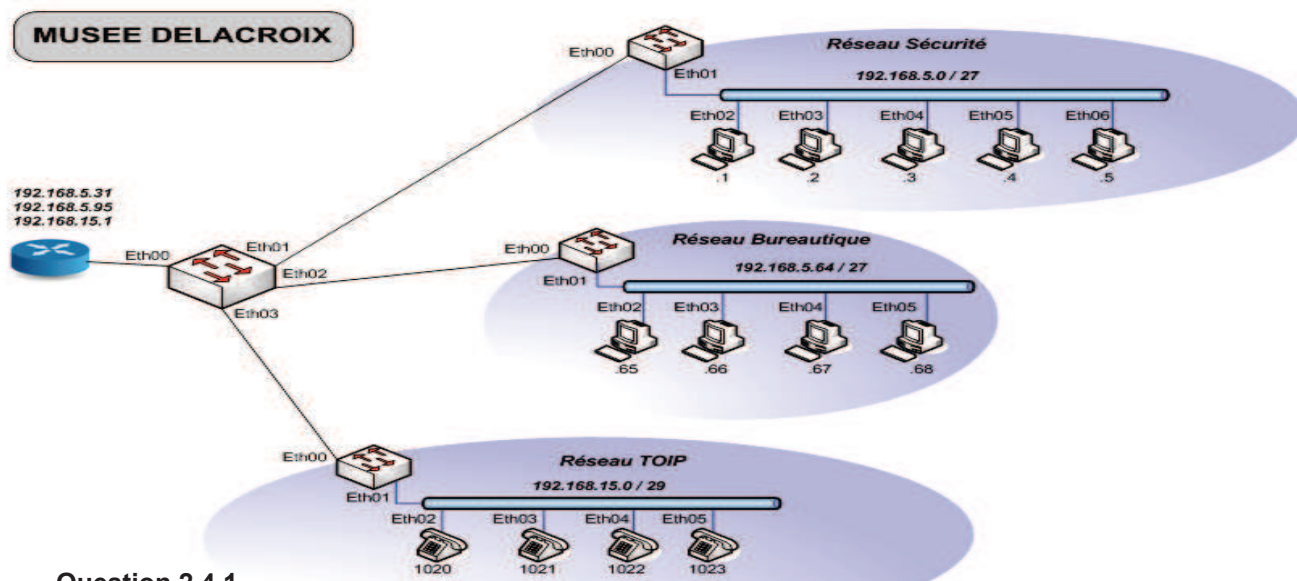 MUSEE DELACROIX
Eth00
Réseau Sécurité
Eth01
192.168.5.0 / 27
Eth02 Eth03 Eth04 Eth05 Eth06
.1 .2 .3 .4 .5
192.168.5.31
192.168.5.95
192.168.15.1
Eth00
Eth01
Eth02
Eth03
Eth00
Réseau Bureautique
Eth01
192.168.5.64 / 27
Eth02 Eth03 Eth04 Eth05
.65 .66 .67 .68
Eth00
Réseau TOIP
Eth01
192.168.15.0 / 29
Eth02 Eth03 Eth04 Eth05
1020 1021 1022 1023
Question 2.4.1